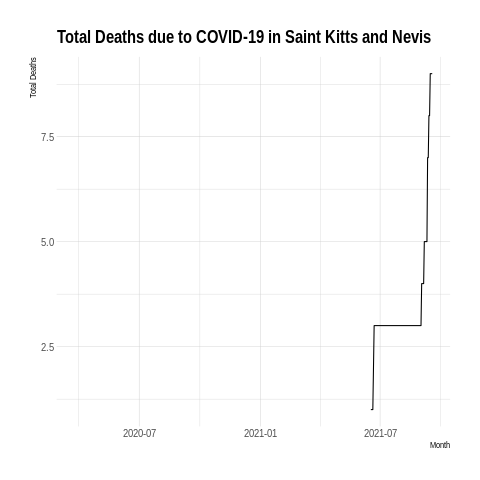 Total Deaths due to COVID-19 in Saint Kitts and Nevis
Total Deaths
7.5
5.0
2.5
2020-07 2021-01 2021-07
Month